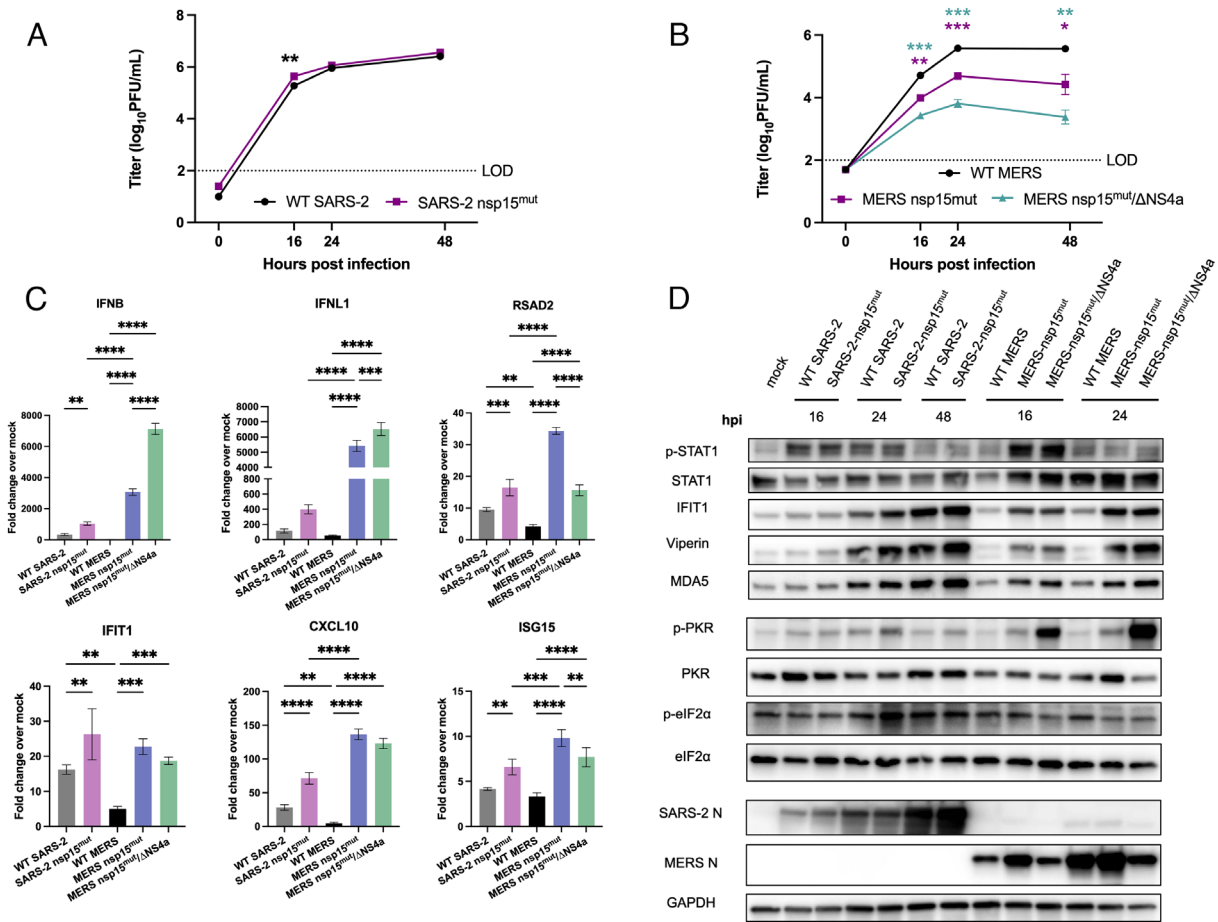 A
Titer (log10PFU/mL)
8
6
4
2
0
**
LOD
WT SARS-2
SARS-2 nsp15mut
0
16
24
48
Hours post infection
B
Titer (log10PFU/mL)
8
6
4
2
0
***
**
***
***
**
*
LOD
WT MERS
MERS nsp15mut
MERS nsp15mut/ΔNS4a
0
16
24
48
Hours post infection
C
IFNB
Fold change over mock
8000
7000
6000
5000
4000
3000
2000
1000
0
****
****
****
**
****
WT SARS-2
SARS-2 nsp15mut
WT MERS
MERS nsp15mut
MERS nsp15mut/ΔNS4a
IFNL1
Fold change over mock
8000
7000
6000
5000
4000
1000
800
600
400
200
0
****
****
***
****
WT SARS-2
SARS-2 nsp15mut
WT MERS
MERS nsp15mut
MERS nsp15mut/ΔNS4a
RSAD2
Fold change over mock
40
30
20
10
0
****
****
**
****
***
****
WT SARS-2
SARS-2 nsp15mut
WT MERS
MERS nsp15mut
MERS nsp15mut/ΔNS4a
IFIT1
Fold change over mock
40
30
20
10
0
**
***
**
***
WT SARS-2
SARS-2 nsp15mut
WT MERS
MERS nsp15mut
MERS nsp15mut/ΔNS4a
CXCL10
Fold change over mock
200
150
100
50
0
****
**
****
****
****
WT SARS-2
SARS-2 nsp15mut
WT MERS
MERS nsp15mut
MERS nsp15mut/ΔNS4a
ISG15
Fold change over mock
15
10
5
0
****
***
**
**
****
WT SARS-2
SARS-2 nsp15mut
WT MERS
MERS nsp15mut
MERS nsp15mut/ΔNS4a
D
mock
WT SARS-2
SARS-2-nsp15mut
WT SARS-2
SARS-2-nsp15mut
WT SARS-2
SARS-2-nsp15mut
WT MERS
MERS-nsp15mut
MERS-nsp15mut/ΔNS4a
WT MERS
MERS-nsp15mut
MERS-nsp15mut/ΔNS4a
hpi
16
24
48
16
24
p-STAT1
STAT1
IFIT1
Viperin
MDA5
p-PKR
PKR
p-eIF2α
eIF2α
SARS-2 N
MERS N
GAPDH